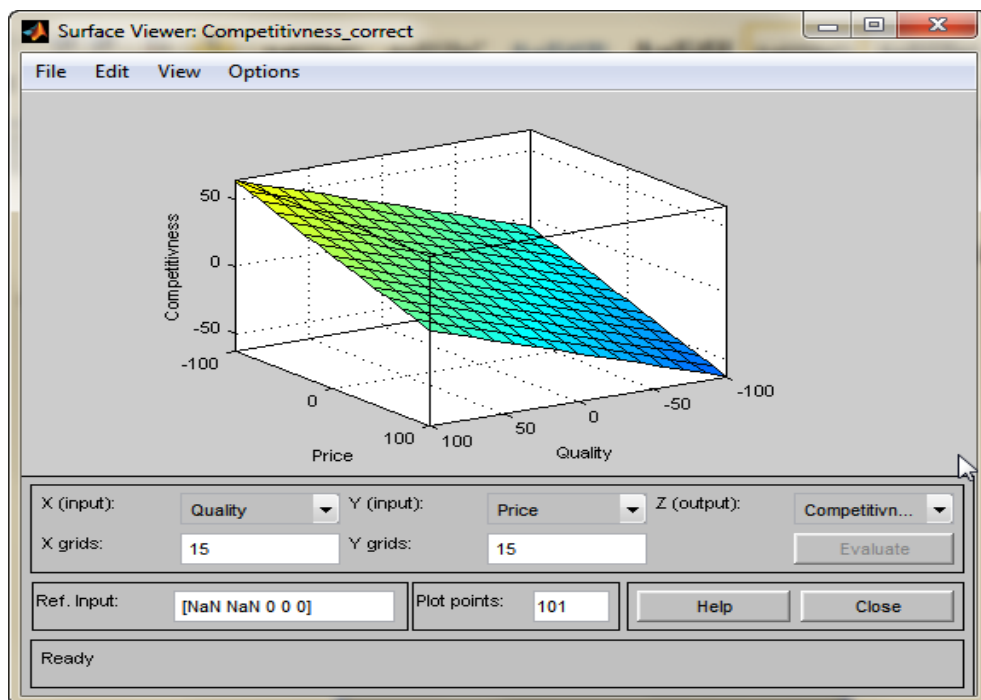 Surface Viewer: Competitivness_correct
File Edit View Options
50
0
-50
Competitivness
-100
0
100
Price
100
50
0
-50
-100
Quality
X (input): Quality Y (input): Price Z (output): Competitivn...
X grids: 15 Y grids: 15 Evaluate
Ref. Input: [NaN NaN 0 0 0] Plot points: 101 Help Close
Ready